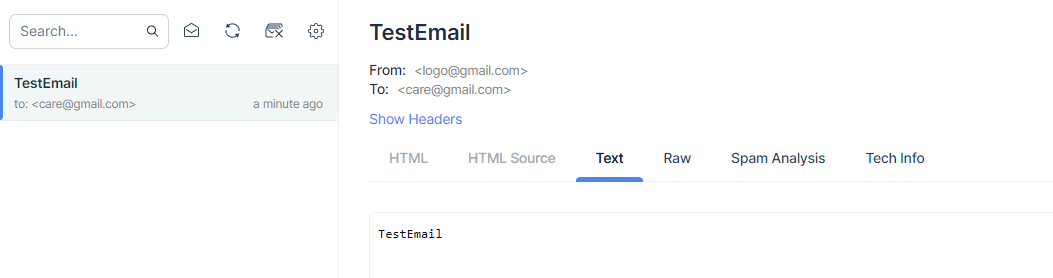 Search...
TestEmail
to: <care@gmail.com>
a minute ago
TestEmail
From: <logo@gmail.com>
To: <care@gmail.com>
Show Headers
HTML HTML Source Text Raw Spam Analysis Tech Info
TestEmail